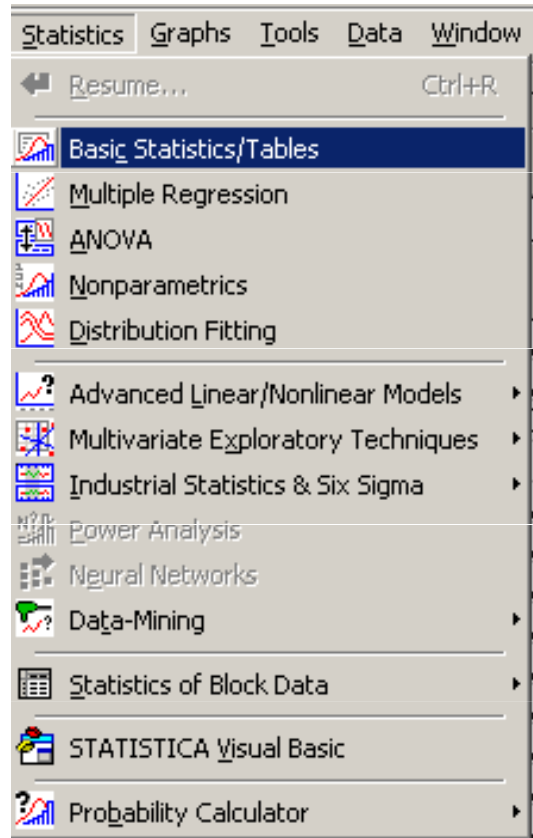 Statistics Graphs Tools Data Window
Resume... Ctrl+R
Basic Statistics/Tables
Multiple Regression
ANOVA
Nonparametrics
Distribution Fitting
Advanced Linear/Nonlinear Models
Multivariate Exploratory Techniques
Industrial Statistics & Six Sigma
Power Analysis
Neural Networks
Data-Mining
Statistics of Block Data
STATISTICA Visual Basic
Probability Calculator